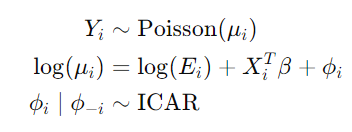 Y_i ∼ Poisson(μ_i)
log(μ_i) = log(E_i) + X_i^T β + ϕ_i
ϕ_i | ϕ_{−i} ∼ ICAR